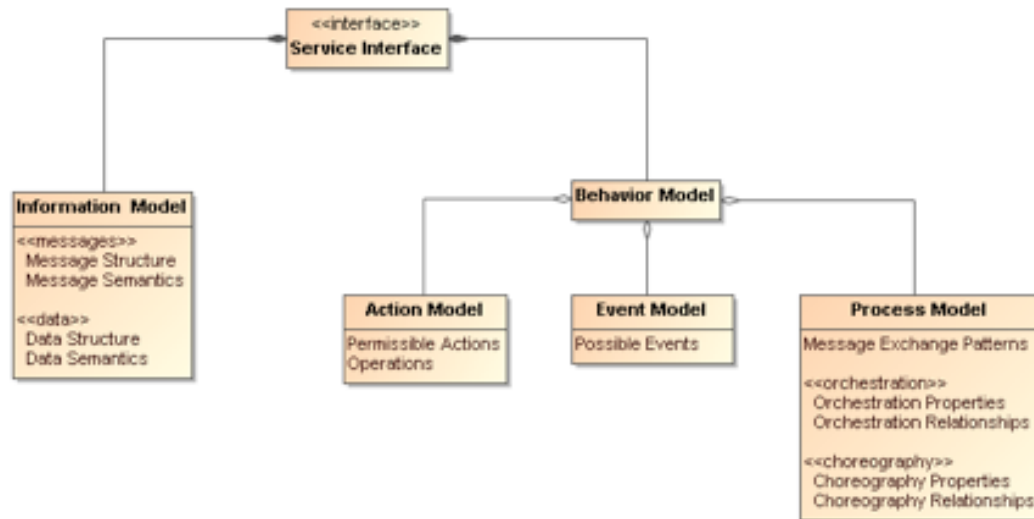 <<interface>>
Service Interface
Information Model
<<messages>>
Message Structure
Message Semantics
<<data>>
Data Structure
Data Semantics
Behavior Model
Action Model
Permissible Actions
Operations
Event Model
Possible Events
Process Model
Message Exchange Patterns
<<orchestration>>
Orchestration Properties
Orchestration Relationships
<<choreography>>
Choreography Properties
Choreography Relationships